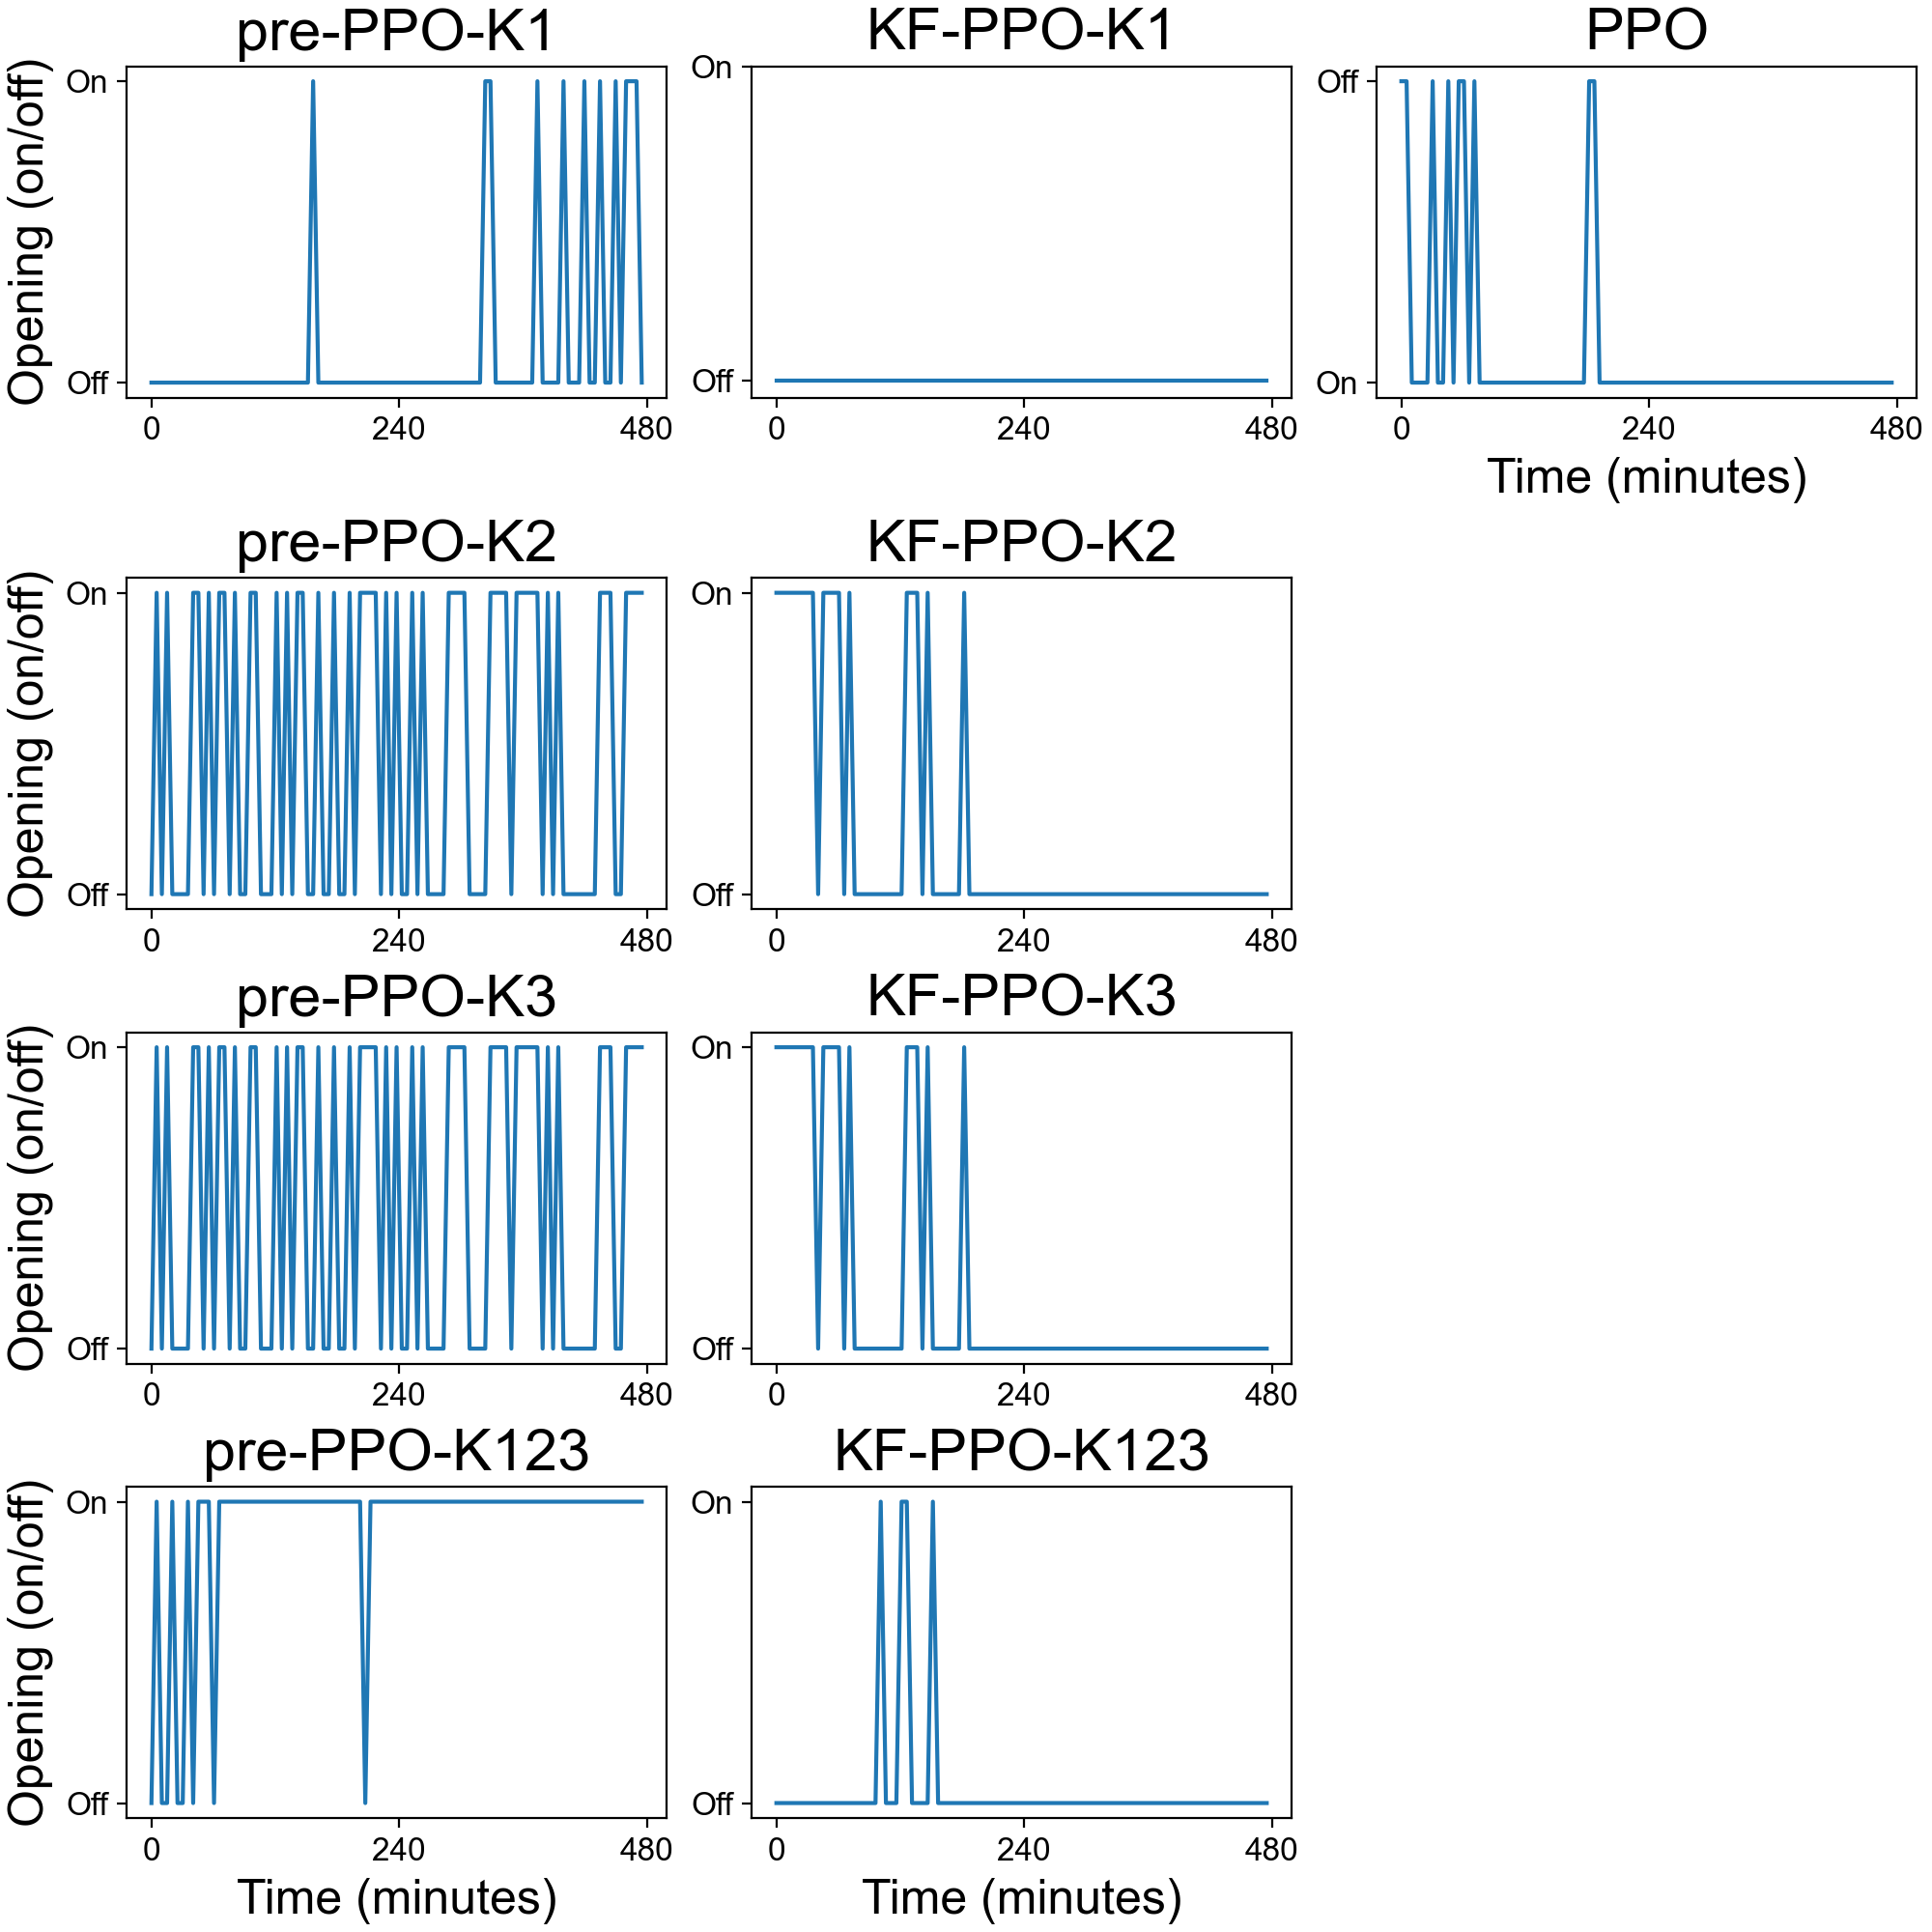 pre-PPO-K1
KF-PPO-K1
PPO
Opening (on/off)
On
Off
0 240 480
On
Off
0 240 480
Off
On
0 240 480
Time (minutes)
pre-PPO-K2
KF-PPO-K2
Opening (on/off)
On
Off
0 240 480
On
Off
0 240 480
pre-PPO-K3
KF-PPO-K3
Opening (on/off)
On
Off
0 240 480
On
Off
0 240 480
pre-PPO-K123
KF-PPO-K123
Opening (on/off)
On
Off
0 240 480
Time (minutes)
On
Off
0 240 480
Time (minutes)